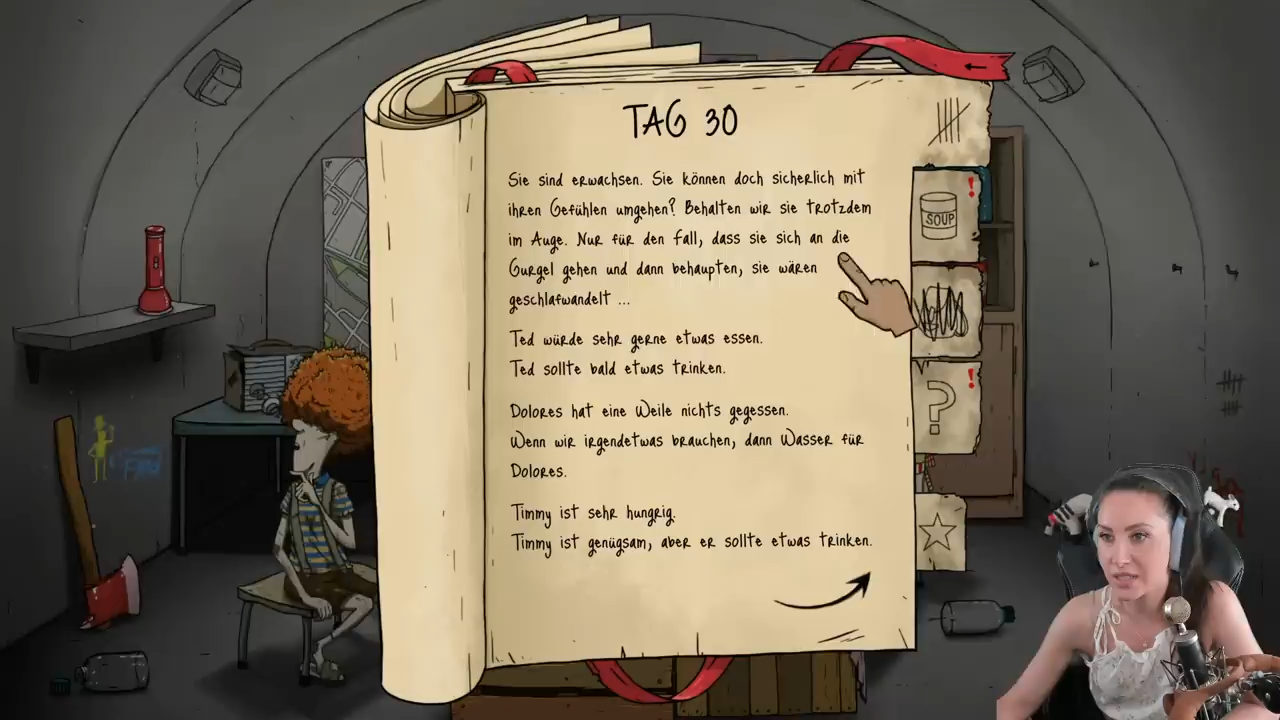 TAG 30
Sie sind erwachsen. Sie können doch sicherlich mit
ihren Gefühlen umgehen? Behalten wir sie trotzdem
im Auge. Nur für den Fall, dass sie sich an die
Gurgel gehen und dann behaupten, sie wären
geschlafwandelt ...
Ted würde sehr gerne etwas essen.
Ted sollte bald etwas trinken.
Dolores hat eine Weile nichts gegessen.
Wenn wir irgendetwas brauchen, dann Wasser für
Dolores.
Timmy ist sehr hungrig.
Timmy ist genügsam, aber er sollte etwas trinken.
!
SOUP
!
?